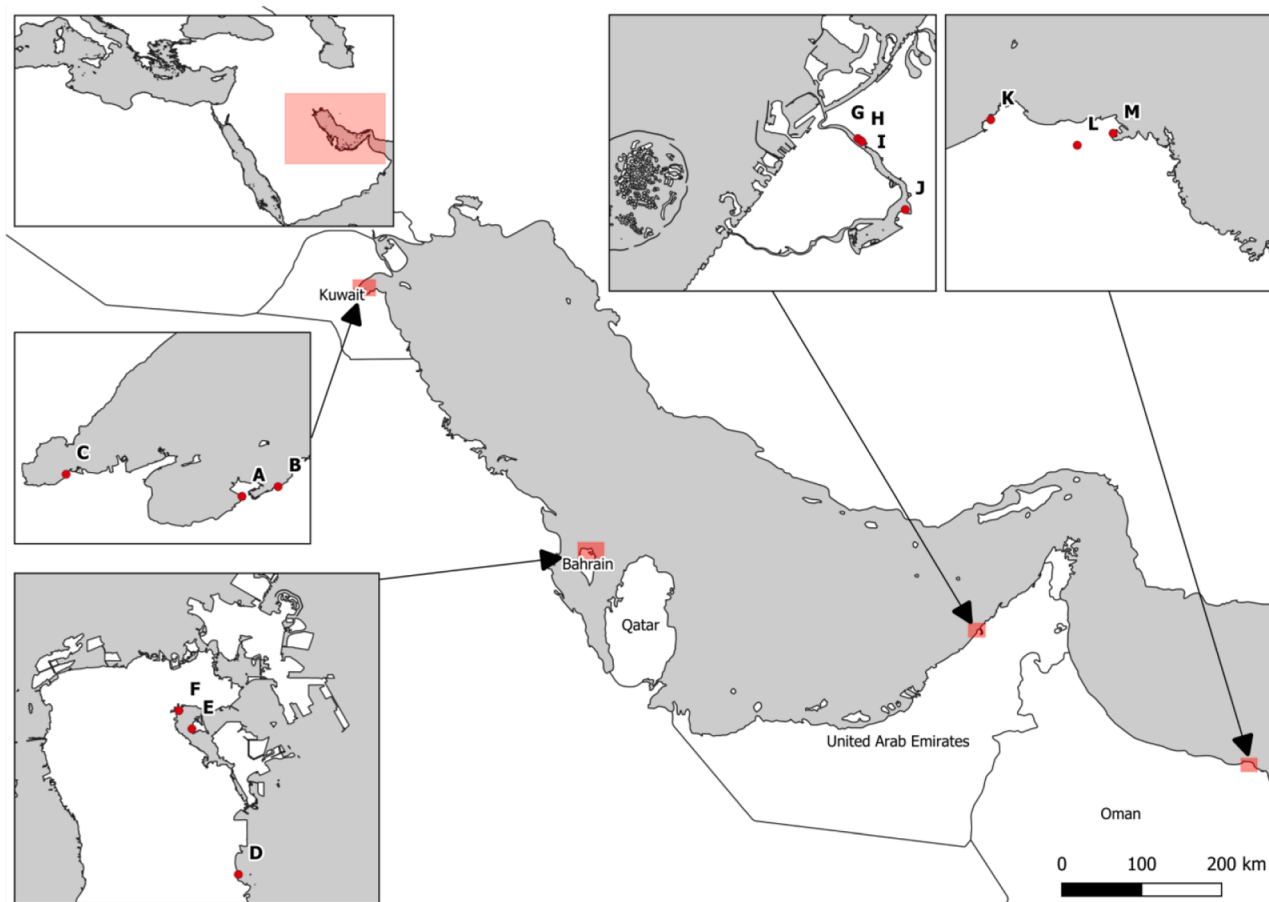 G H
I
J
K
L
M
Kuwait
C
A
B
Bahrain
Qatar
F
E
D
United Arab Emirates
Oman
0 100 200 km